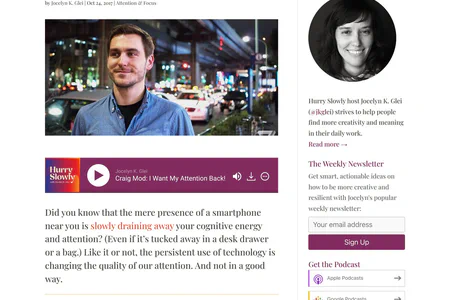 by Jocelyn K. Glei | Oct 24, 2017 | Attention & Focus
Hurry
Slowly
Jocelyn K. Glei
Craig Mod: I Want My Attention Back!
Did you know that the mere presence of a smartphone
near you is slowly draining away your cognitive energy
and attention? (Even if it's tucked away in a desk drawer
or a bag.) Like it or not, the persistent use of technology is
changing the quality of our attention. And not in a good
way.
Hurry Slowly host Jocelyn K. Glei
(@jkglei) strives to help people
find more creativity and meaning
in their daily work.
Read more →
The Weekly Newsletter
Get smart, actionable ideas on
how to be more creative and
resilient with Jocelyn's popular
weekly newsletter:
Your email address
Sign Up
Get the Podcast
Apple Podcasts
Google Podcasts